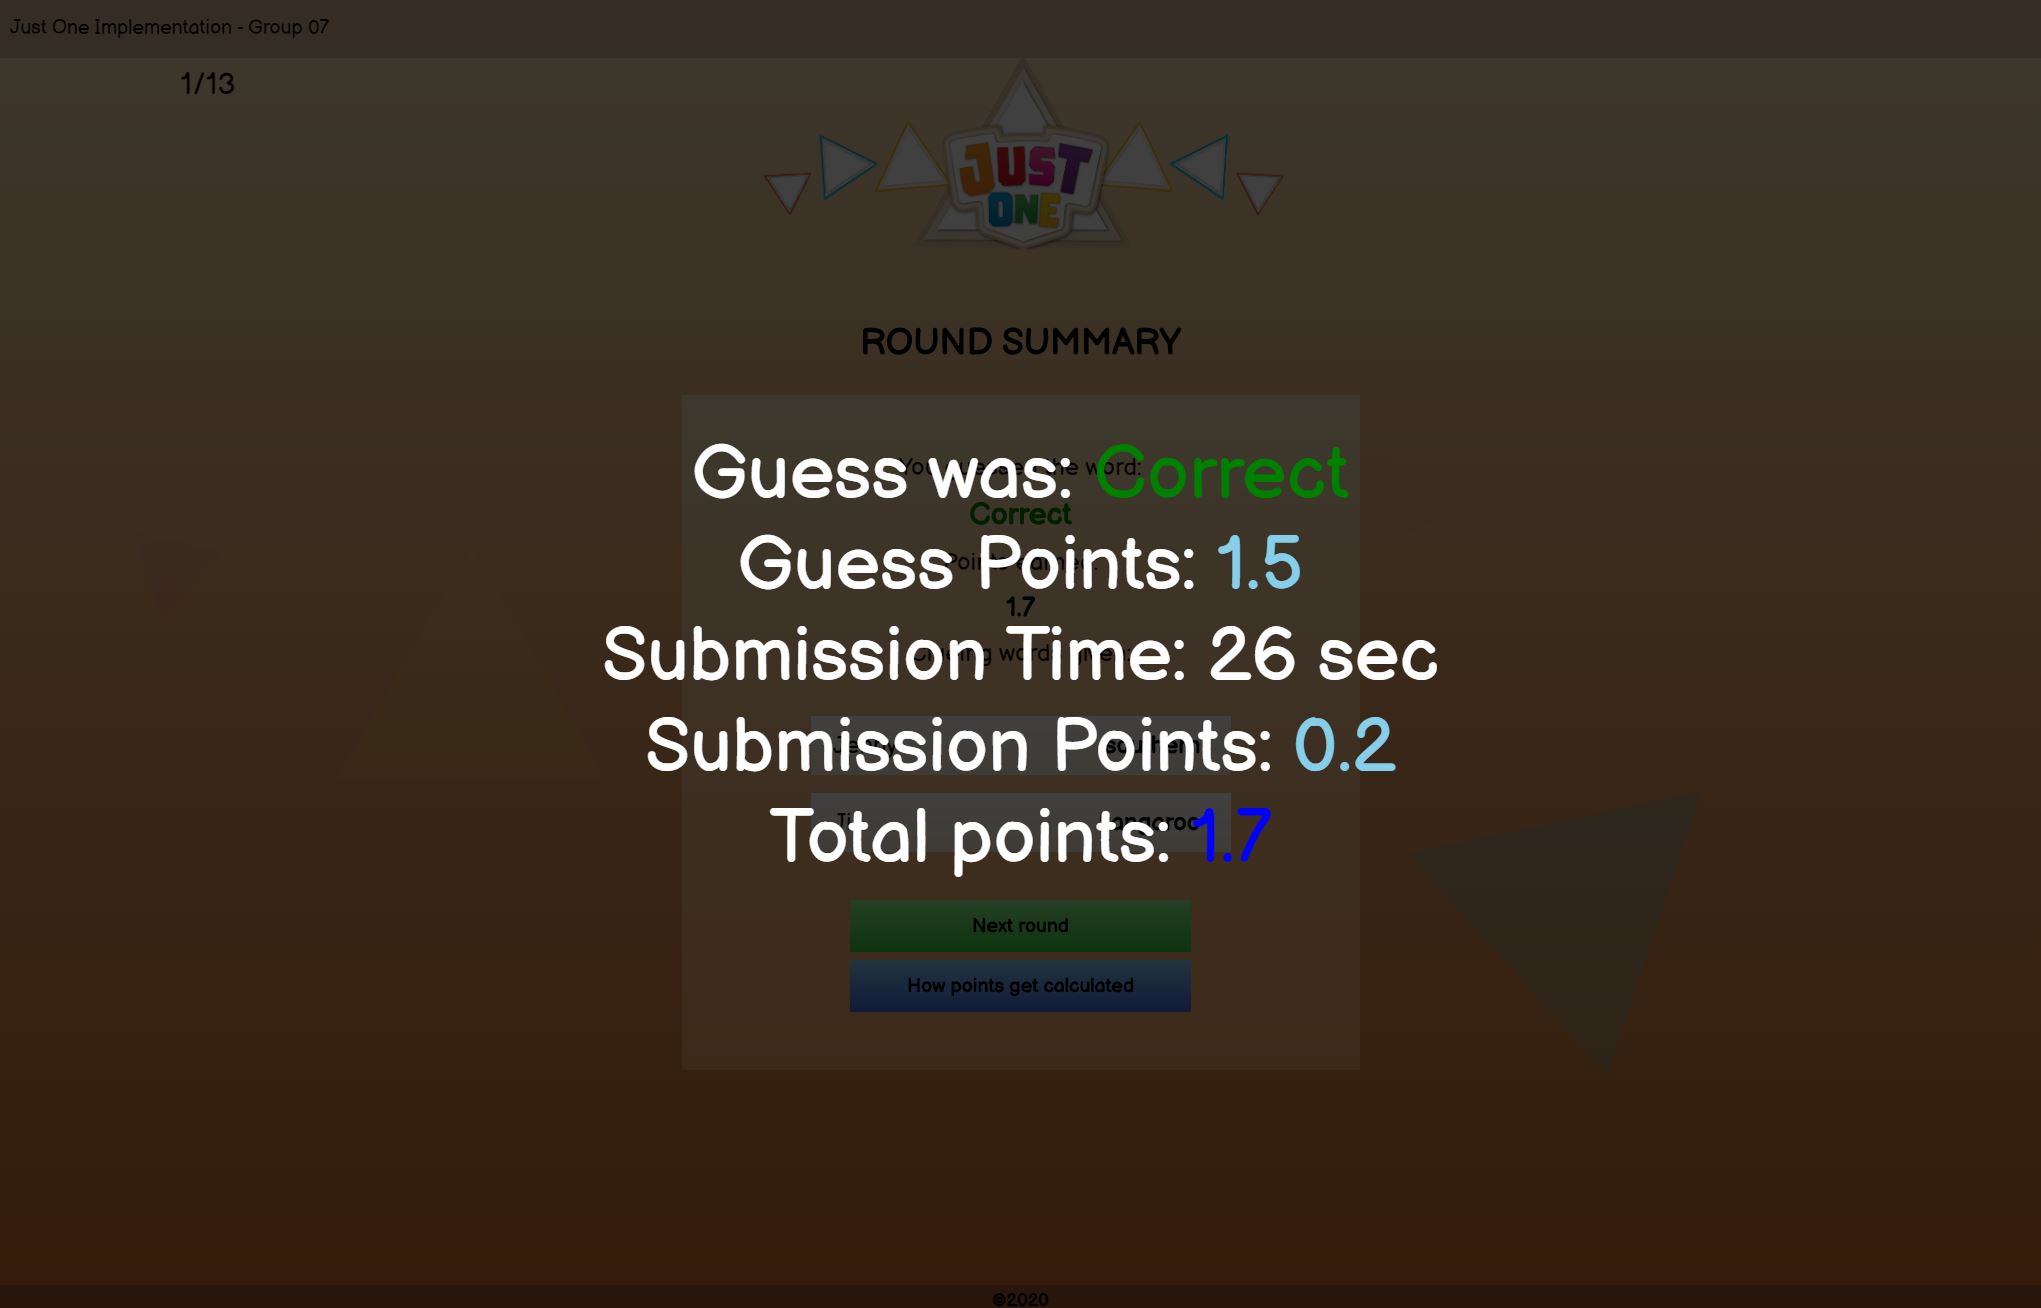 Just One Implementation - Group 07
1/13
JUST
ONE
ROUND SUMMARY
Guess was: Correct
the word:
Correct
Guess Points: 1.5
1.7
Submission Time: 26 sec
Submission Points: 0.2
Total points: 1.7
Next round
How points get calculated
©2020